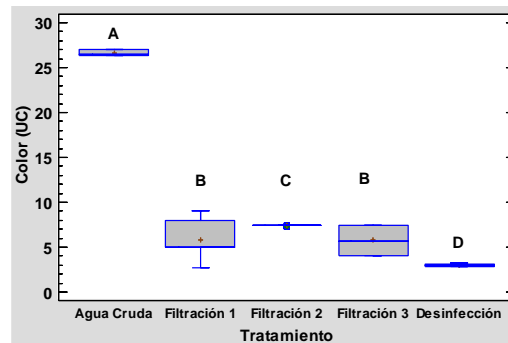 Color (UC)
30
25
20
15
10
5
0
A
B
C
B
D
Agua Cruda Filtración 1 Filtración 2 Filtración 3 Desinfección
Tratamiento